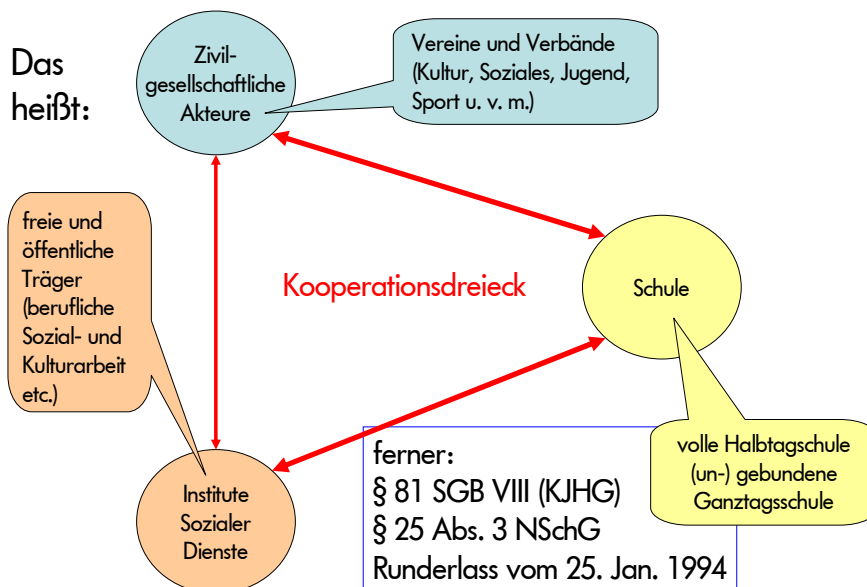 Das
heißt:
Zivil-
gesellschaftliche
Akteure
Vereine und Verbände
(Kultur, Soziales, Jugend,
Sport u. v. m.)
freie und
öffentliche
Träger
(berufliche
Sozial- und
Kulturarbeit
etc.)
Kooperationsdreieck
Schule
volle Halbtagschule
(un-) gebundene
Ganztagsschule
Institute
Sozialer
Dienste
ferner:
§ 81 SGB VIII (KJHG)
§ 25 Abs. 3 NSchG
Runderlass vom 25. Jan. 1994